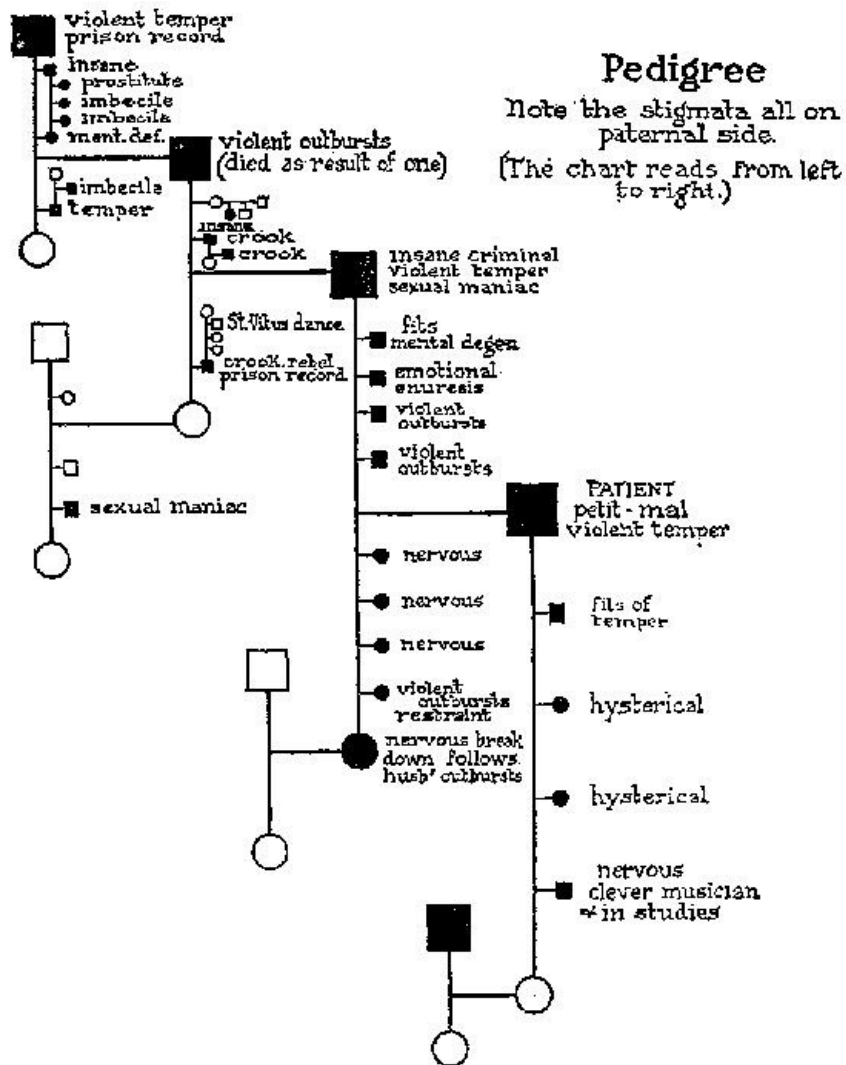 violent temper
prison record
insane
prostitute
imbecile
imbecile
ment. def.
imbecile
temper
Pedigree
Note the stigmata all on
paternal side.
(The chart reads from left
to right.)
violent outbursts
(died as result of one)
insane
crook
crook
St. Vitus dance
crook. rebel
prison record
sexual maniac
insane criminal
violent temper
sexual maniac
fits
mental degen
emotional
enuresis
violent
outbursts
violent
outbursts
PATIENT
petit-mal
violent temper
nervous
nervous
nervous
violent
outbursts
restraint
nervous break
down follows
husb' outbursts
fits of
temper
hysterical
hysterical
nervous
clever musician
in studies